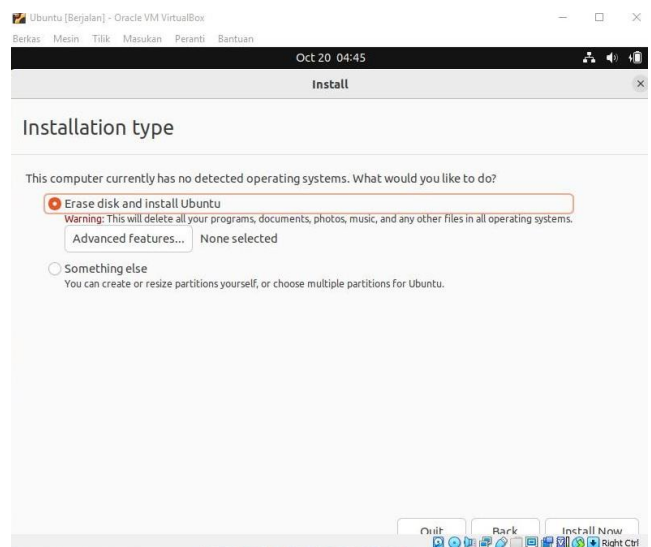 Ubuntu [Berjalan] - Oracle VM VirtualBox
Berkas Mesin Tilik Masukan Peranti Bantuan
Oct 20 04:45
Install
Installation type
This computer currently has no detected operating systems. What would you like to do?
Erase disk and install Ubuntu
Warning: This will delete all your programs, documents, photos, music, and any other files in all operating systems.
Advanced features... None selected
Something else
You can create or resize partitions yourself, or choose multiple partitions for Ubuntu.
Quit Back Install Now
Right Ctrl